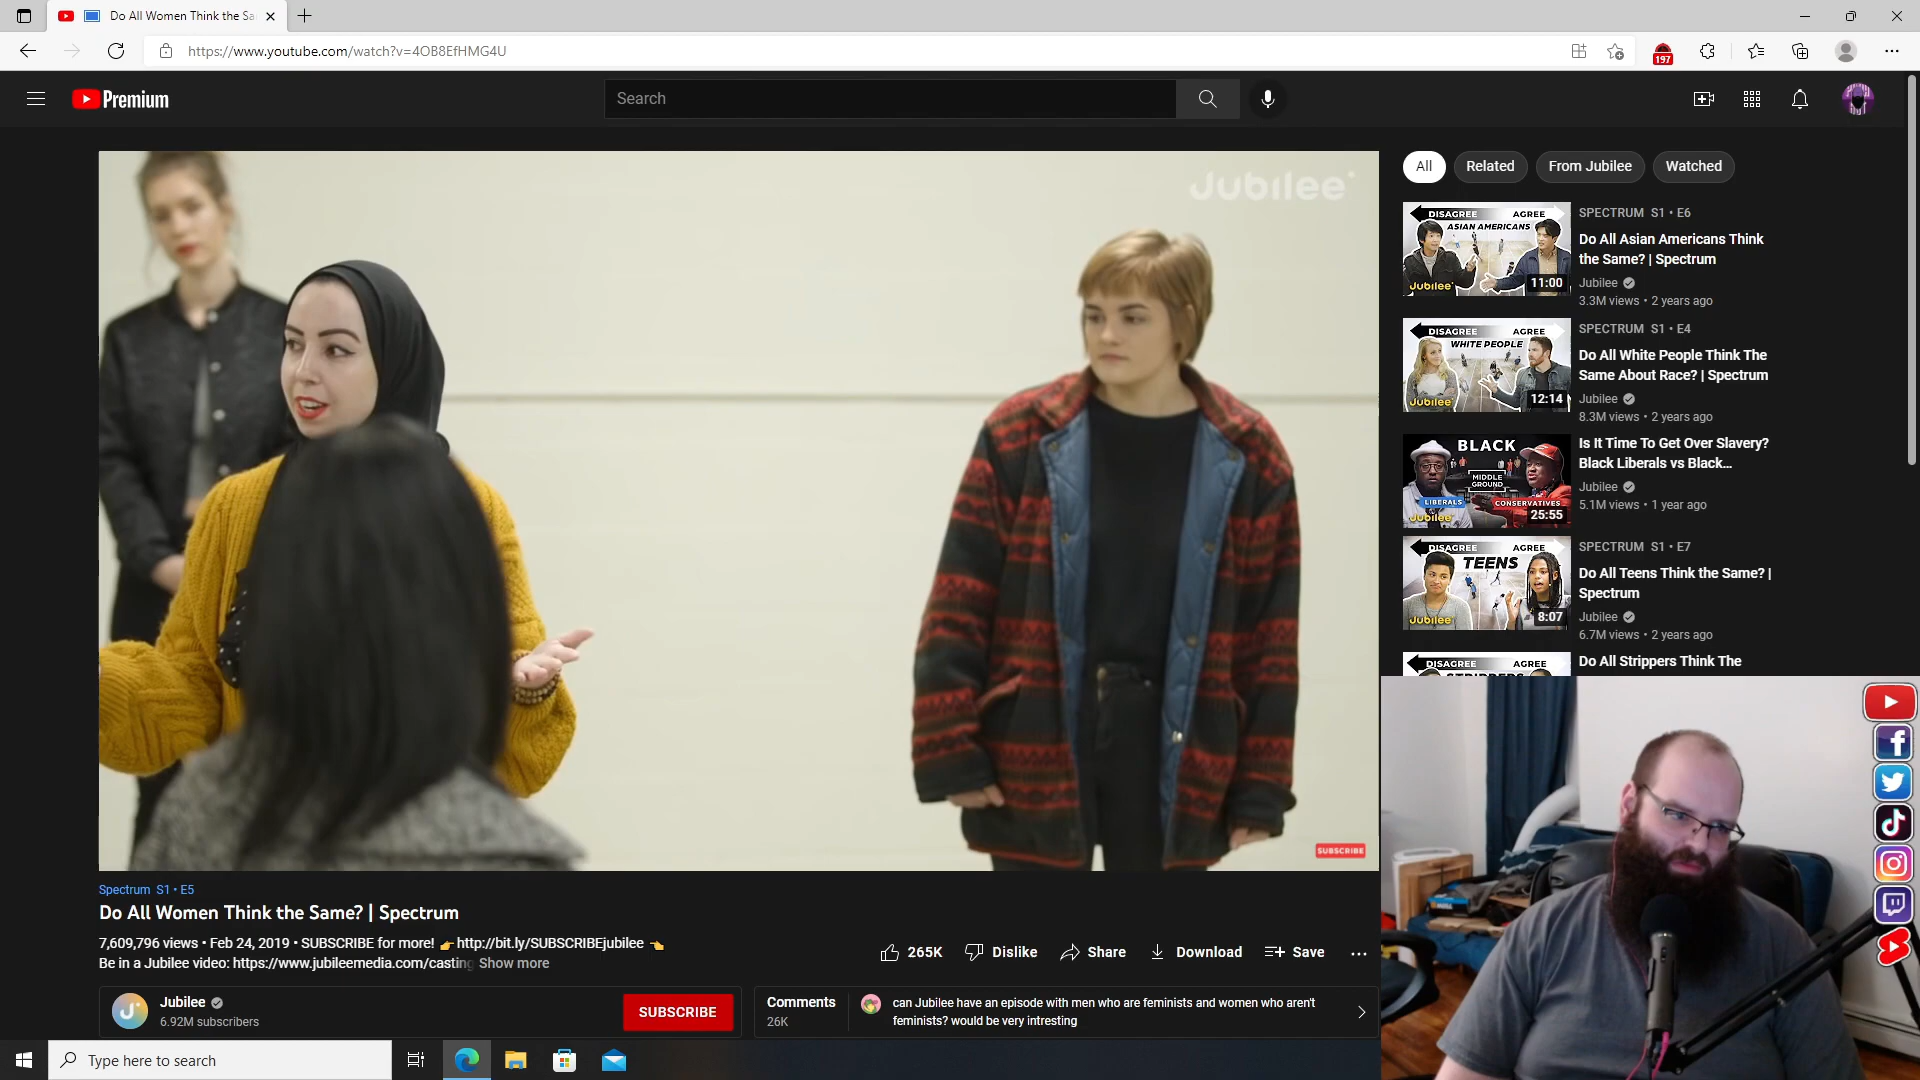 Do All Women Think the Sa
https://www.youtube.com/watch?v=4OB8EfHMG4U
197
Premium
Search
Jubilee
SUBSCRIBE
All
Related
From Jubilee
Watched
DISAGREE AGREE
ASIAN AMERICANS
Jubilee
11:00
SPECTRUM S1 • E6
Do All Asian Americans Think
the Same? | Spectrum
Jubilee
3.3M views • 2 years ago
DISAGREE AGREE
WHITE PEOPLE
Jubilee
12:14
SPECTRUM S1 • E4
Do All White People Think The
Same About Race? | Spectrum
Jubilee
8.3M views • 2 years ago
BLACK
MIDDLE
GROUND
LIBERALS
CONSERVATIVES
Jubilee
25:55
Is It Time To Get Over Slavery?
Black Liberals vs Black...
Jubilee
5.1M views • 1 year ago
DISAGREE AGREE
TEENS
Jubilee
8:07
SPECTRUM S1 • E7
Do All Teens Think the Same? |
Spectrum
Jubilee
6.7M views • 2 years ago
DISAGREE AGREE
Do All Strippers Think The
Spectrum S1 • E5
Do All Women Think the Same? | Spectrum
7,609,796 views • Feb 24, 2019 • SUBSCRIBE for more! 👉 http://bit.ly/SUBSCRIBEjubilee 👈
Be in a Jubilee video: https://www.jubileemedia.com/casting Show more
265K
Dislike
Share
Download
Save
Jubilee
6.92M subscribers
SUBSCRIBE
Comments
26K
can Jubilee have an episode with men who are feminists and women who aren't
feminists? would be very intresting
Type here to search